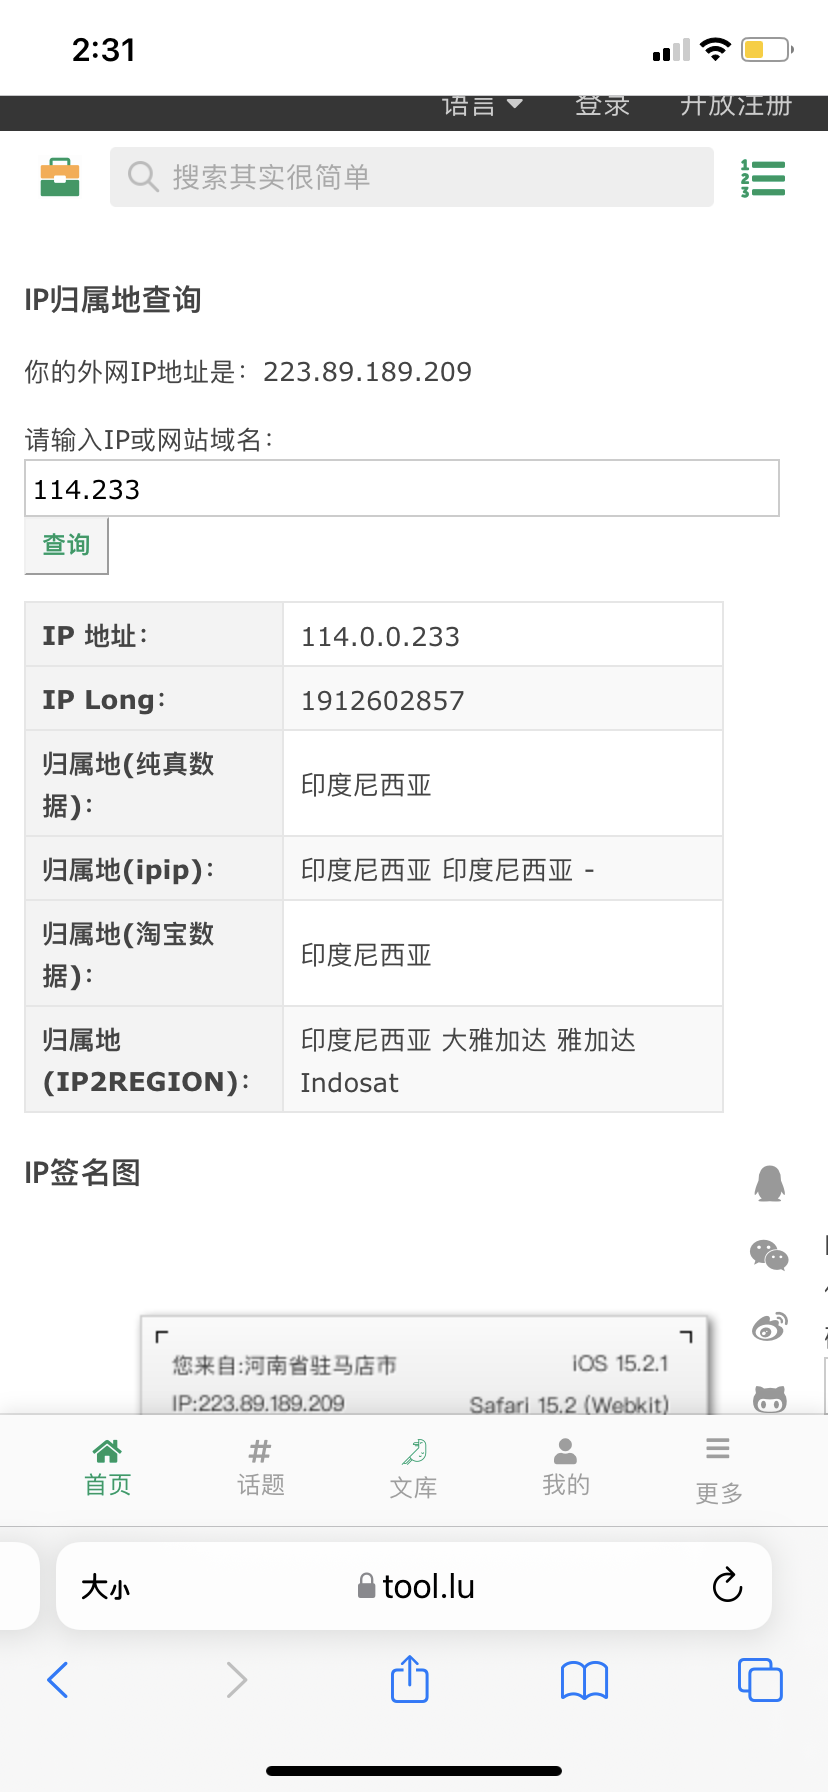 2:31
语言 登录 开放注册
搜索其实很简单
IP归属地查询
你的外网IP地址是：223.89.189.209
请输入IP或网站域名：
114.233
查询
IP 地址： 114.0.0.233
IP Long： 1912602857
归属地(纯真数
据)：
印度尼西亚
归属地(ipip)： 印度尼西亚 印度尼西亚 -
归属地(淘宝数
据)：
印度尼西亚
归属地
(IP2REGION)：
印度尼西亚 大雅加达 雅加达
Indosat
IP签名图
您来自:河南省驻马店市 iOS 15.2.1
IP:223.89.189.209 Safari 15.2 (Webkit)
首页 话题 文库 我的 更多
大小 tool.lu